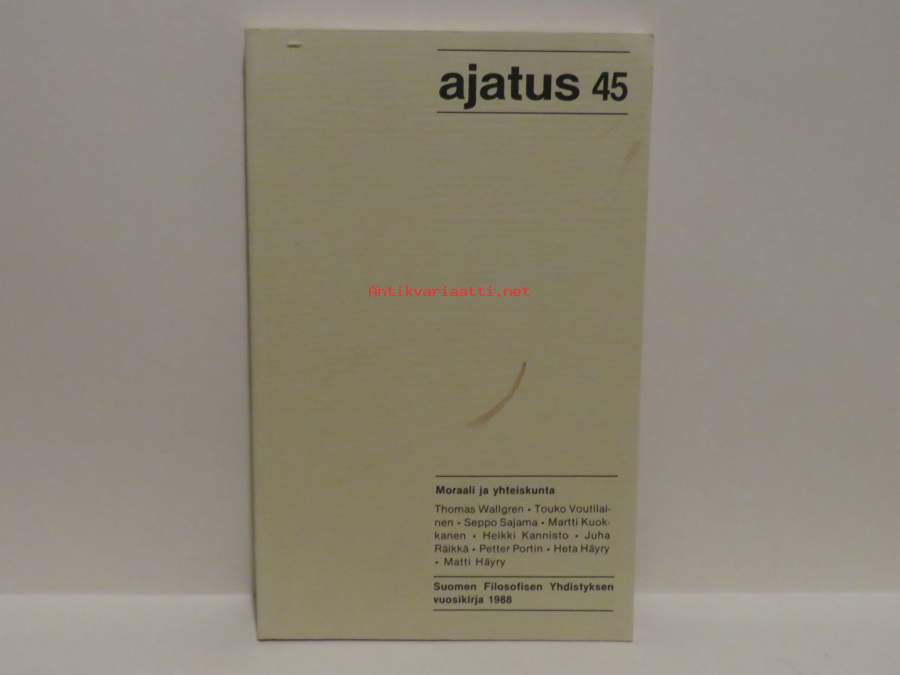 ajatus 45
Antikvariaatti.net
Moraali ja yhteiskunta
Thomas Wallgren • Touko Voutilai-
nen • Seppo Sajama • Martti Kuok-
kanen • Heikki Kannisto • Juha
Räikkä • Petter Portin • Heta Häyry
• Matti Häyry
Suomen Filosofisen Yhdistyksen
vuosikirja 1988